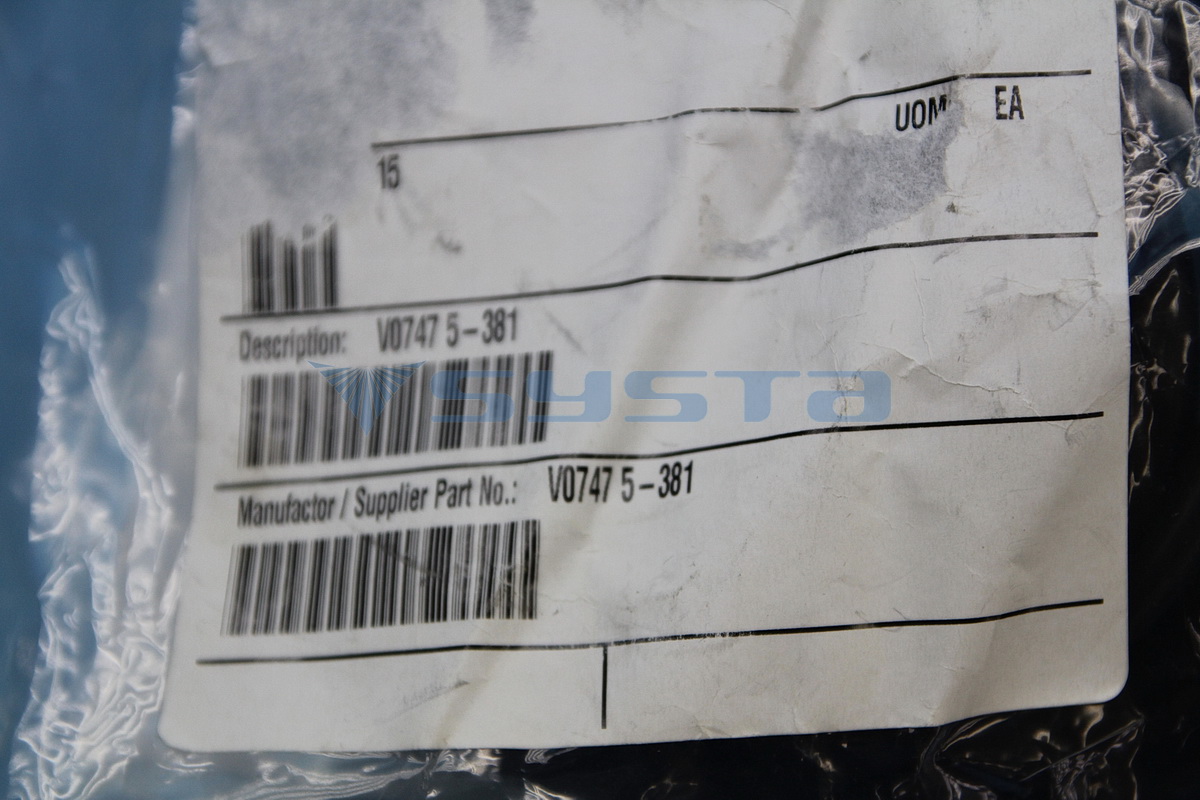 UOM EA
15
Description: V0747 5-381
systa
Manufactor / Supplier Part No.: V0747 5-381